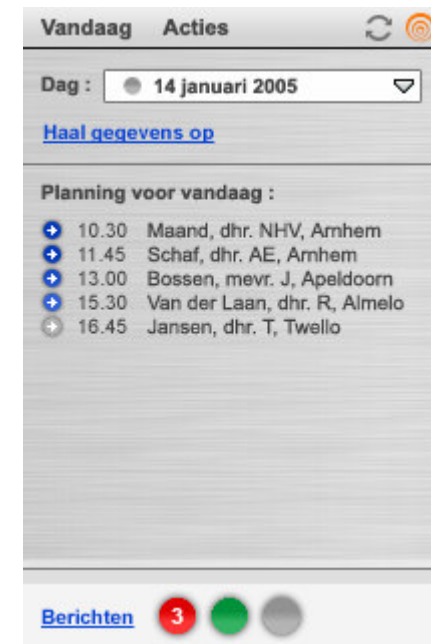 Vandaag Acties
Dag : 14 januari 2005
Haal gegevens op
Planning voor vandaag :
10.30 Maand, dhr. NHV, Arnhem
11.45 Schaf, dhr. AE, Arnhem
13.00 Bossen, mevr. J, Apeldoorn
15.30 Van der Laan, dhr. R, Almelo
16.45 Jansen, dhr. T, Twello
Berichten 3